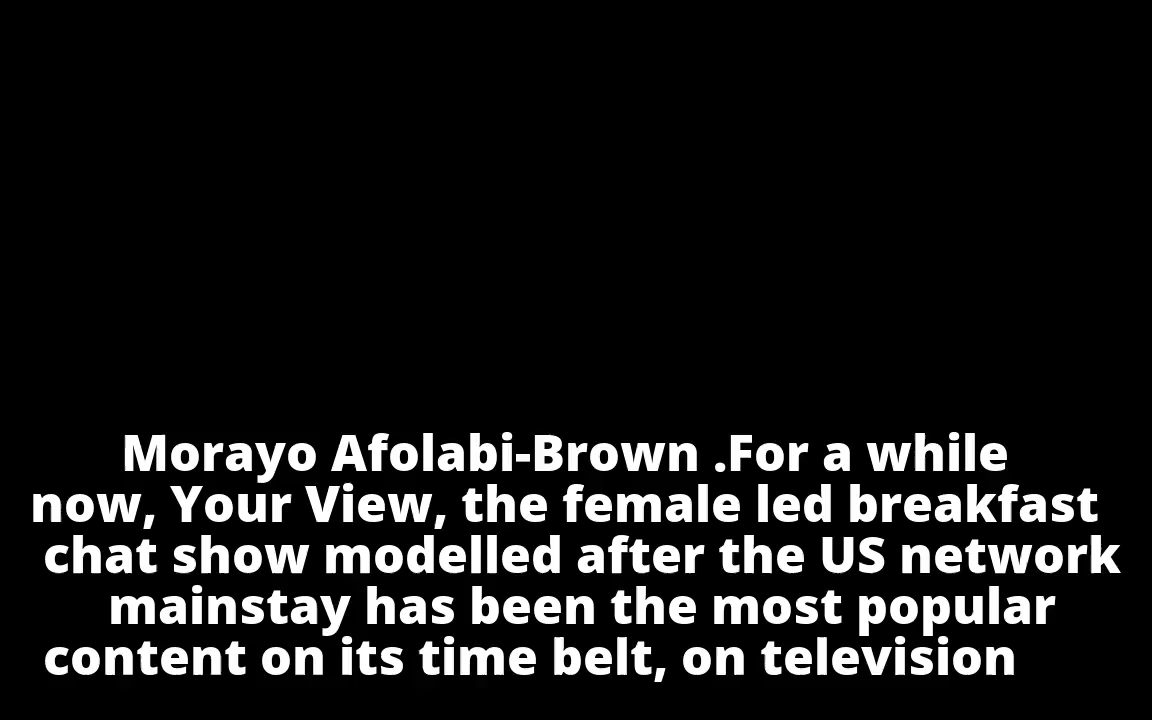 Morayo Afolabi-Brown .For a while
now, Your View, the female led breakfast
chat show modelled after the US network
mainstay has been the most popular
content on its time belt, on television